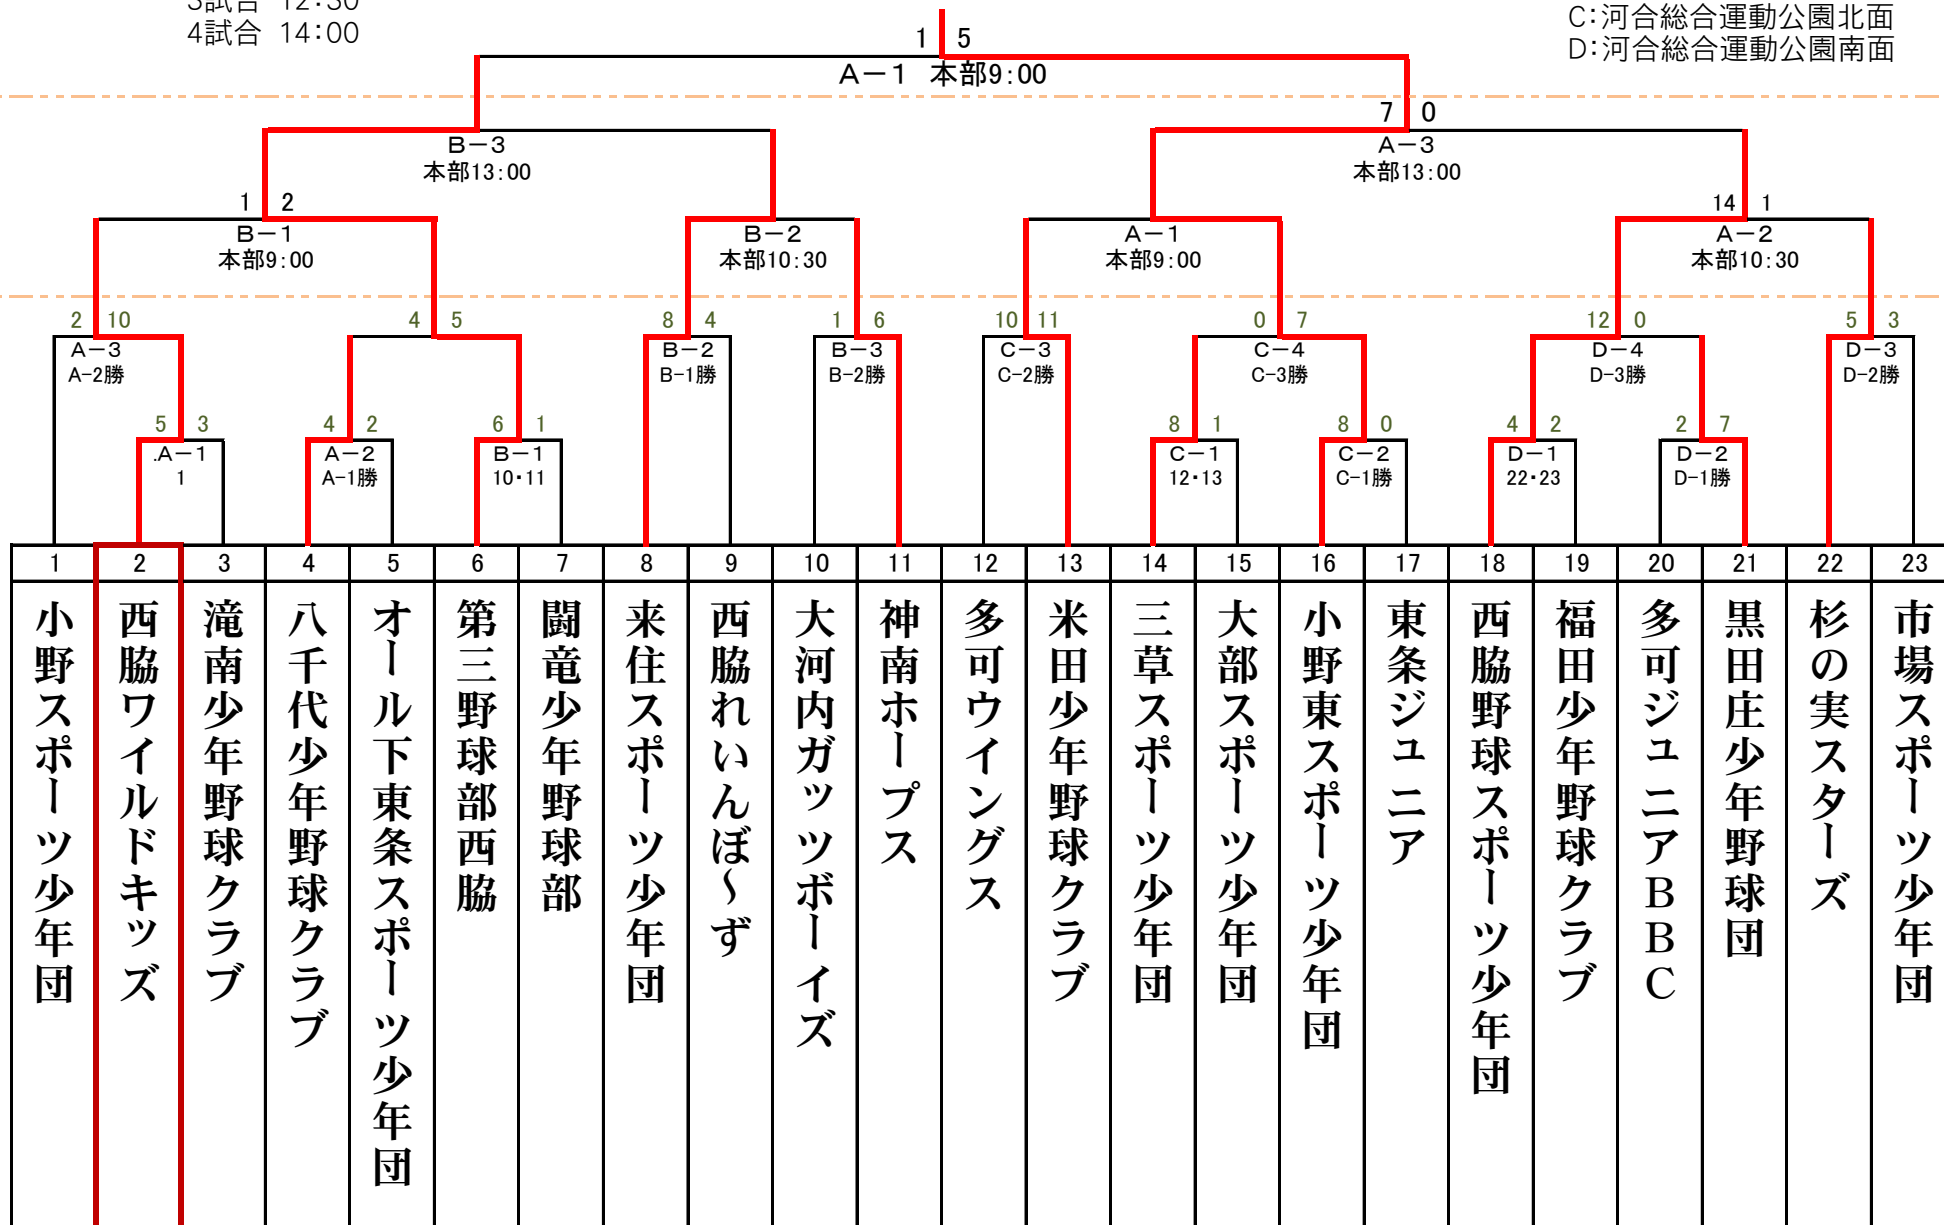 3試合 12:30
4試合 14:00
C:河合総合運動公園北面
D:河合総合運動公園南面
1 5
A-1 本部9:00
7 0
B-3
本部13:00
A-3
本部13:00
1 2
14 1
B-1
本部9:00
B-2
本部10:30
A-1
本部9:00
A-2
本部10:30
2 10
4 5
8 4
1 6
10 11
0 7
12 0
5 3
A-3
A-2勝
B-2
B-1勝
B-3
B-2勝
C-3
C-2勝
C-4
C-3勝
D-4
D-3勝
D-3
D-2勝
5 3
4 2
6 1
8 1
8 0
4 2
2 7
.A-1
1
A-2
A-1勝
B-1
10・11
C-1
12・13
C-2
C-1勝
D-1
22・23
D-2
D-1勝
1
2
3
4
5
6
7
8
9
10
11
12
13
14
15
16
17
18
19
20
21
22
23
小野スポーツ少年団
西脇ワイルドキッズ
滝南少年野球クラブ
八千代少年野球クラブ
オール下東条スポーツ少年団
第三野球部西脇
闘竜少年野球部
来住スポーツ少年団
西脇れいんぼ~ず
大河内ガッツボーイズ
神南ホープス
多可ウイングス
米田少年野球クラブ
三草スポーツ少年団
大部スポーツ少年団
小野東スポーツ少年団
東条ジュニア
西脇野球スポーツ少年団
福田少年野球クラブ
多可ジュニアBBC
黒田庄少年野球団
杉の実スターズ
市場スポーツ少年団